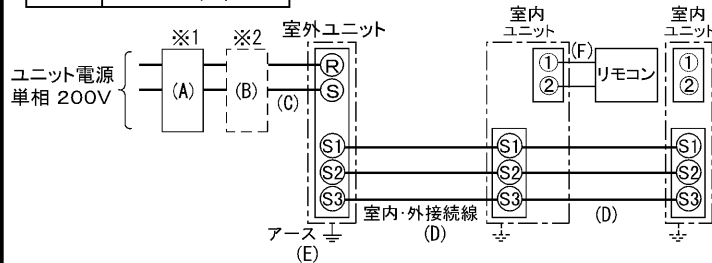 ※1
※2
室外ユニット
室内
ユニット
室内
ユニット
ユニット電源
単相 200V
(A)
(B)
(C)
R
S
①
②
(F)
リモコン
①
②
S1
S2
S3
S1
S2
S3
S1
S2
S3
室内・外接続線
(D)
(D)
アース
(E)